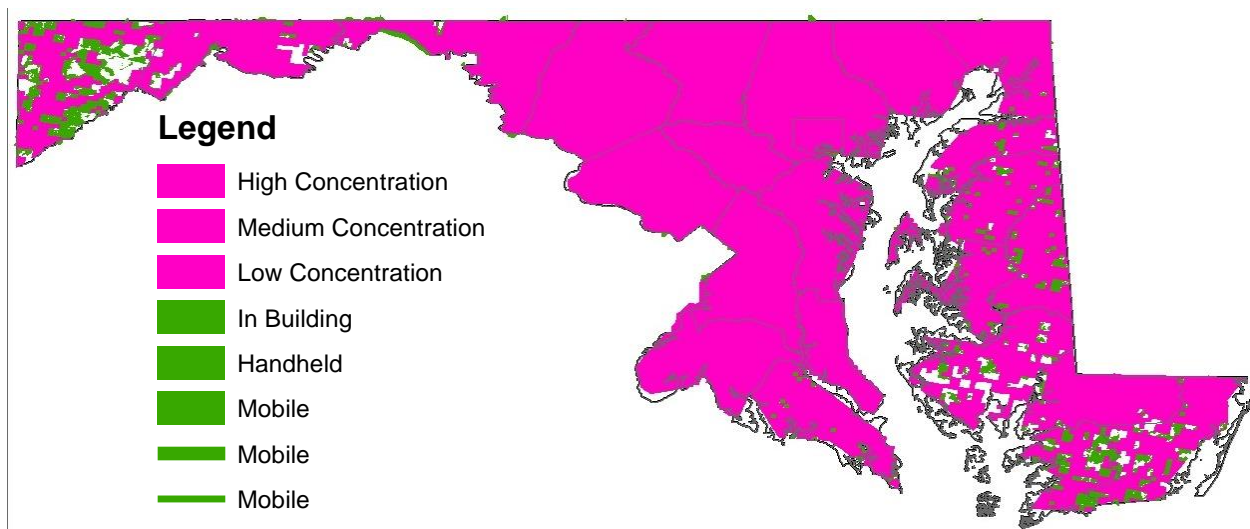 Legend
High Concentration
Medium Concentration
Low Concentration
In Building
Handheld
Mobile
Mobile
Mobile